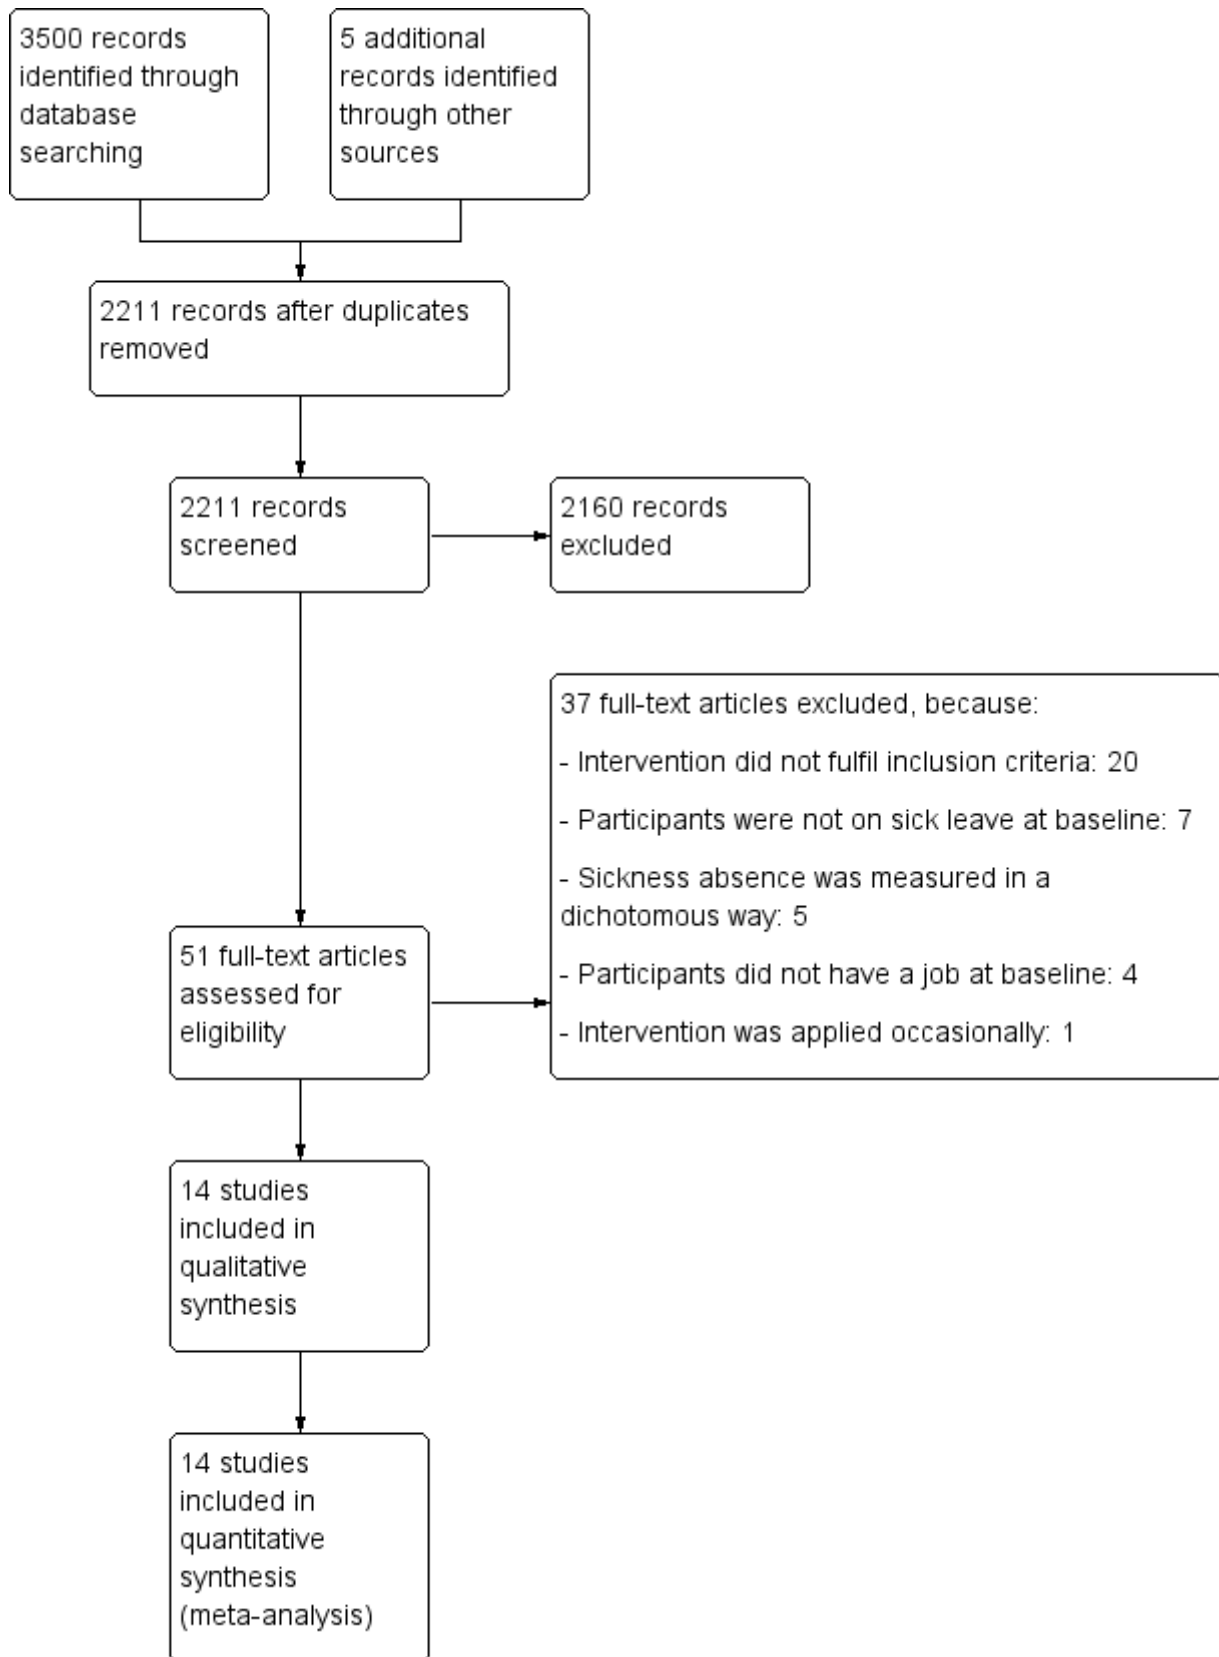 3500 records
identified through
database
searching
5 additional
records identified
through other
sources
2211 records after duplicates
removed
2211 records
screened
2160 records
excluded
37 full-text articles excluded, because:
- Intervention did not fulfil inclusion criteria: 20
- Participants were not on sick leave at baseline: 7
- Sickness absence was measured in a
dichotomous way: 5
- Participants did not have a job at baseline: 4
- Intervention was applied occasionally: 1
51 full-text articles
assessed for
eligibility
14 studies
included in
qualitative
synthesis
14 studies
included in
quantitative
synthesis
(meta-analysis)